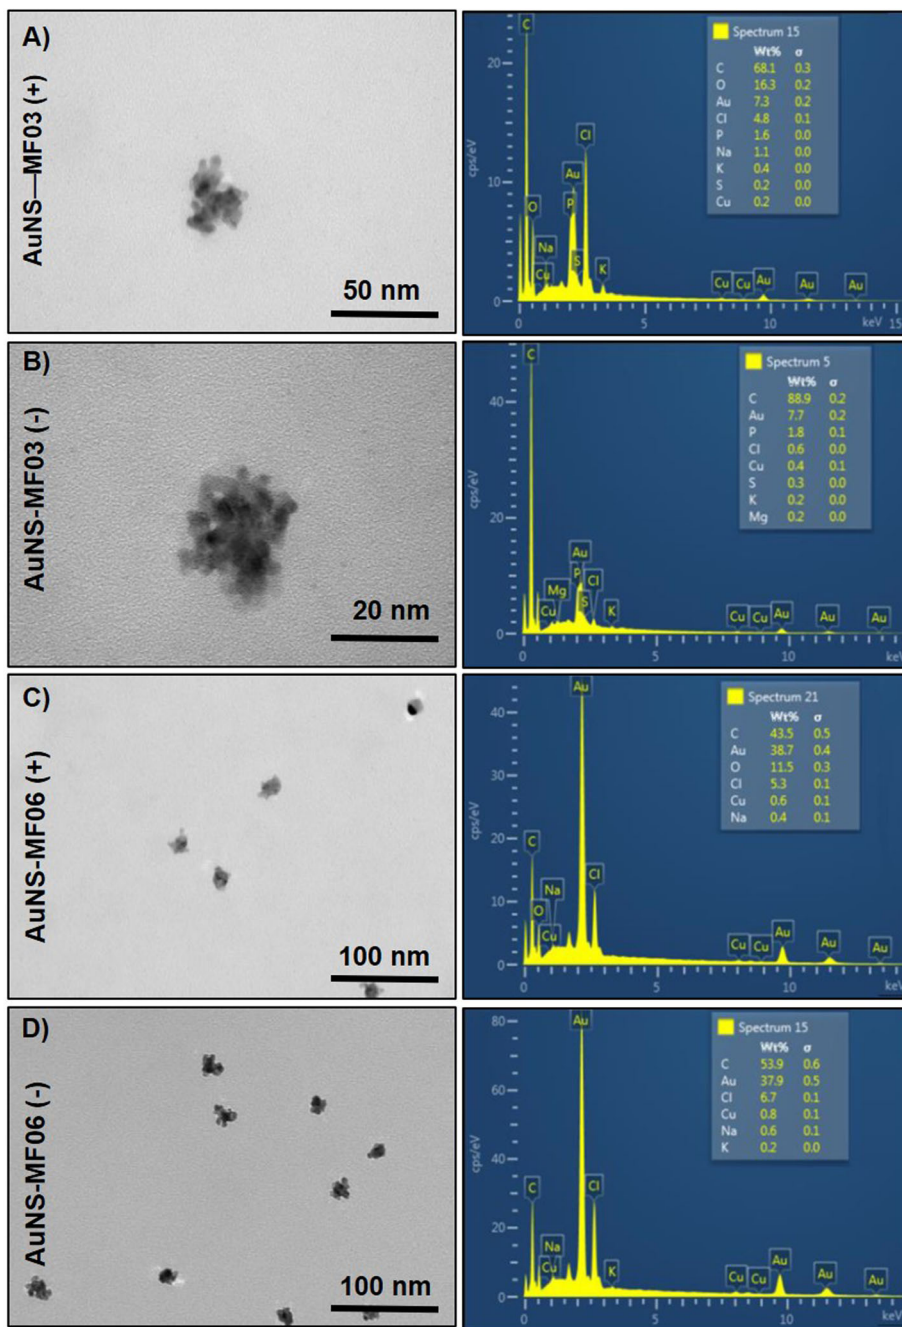 A)
AuNS—MF03 (+)
50 nm
cps/eV
20
10
0
C
O
Na
Cu
P
Au
S
Cl
K
Cu
Cu
Au
Au
Au
0
5
10
15
keV
Spectrum 15
Wt% σ
C 68.1 0.3
O 16.3 0.2
Au 7.3 0.2
Cl 4.8 0.1
P 1.6 0.0
Na 1.1 0.0
K 0.4 0.0
S 0.2 0.0
Cu 0.2 0.0
B)
AuNS-MF03 (-)
20 nm
cps/eV
40
20
0
C
Cu
Mg
Au
P
S
Cl
K
Cu
Cu
Au
Au
Au
0
5
10
keV
Spectrum 5
Wt% σ
C 88.9 0.2
Au 7.7 0.2
P 1.8 0.1
Cl 0.6 0.0
Cu 0.4 0.1
S 0.3 0.0
K 0.2 0.0
Mg 0.2 0.0
C)
AuNS-MF06 (+)
100 nm
cps/eV
40
30
20
10
0
C
O
Na
Cu
Au
Cl
Cu
Cu
Au
Au
Au
0
5
10
keV
Spectrum 21
Wt% σ
C 43.5 0.5
Au 38.7 0.4
O 11.5 0.3
Cl 5.3 0.1
Cu 0.6 0.1
Na 0.4 0.1
D)
AuNS-MF06 (-)
100 nm
cps/eV
80
60
40
20
0
C
Na
Cu
Au
Cl
K
Cu
Cu
Au
Au
Au
0
5
10
keV
Spectrum 15
Wt% σ
C 53.9 0.6
Au 37.9 0.5
Cl 6.7 0.1
Cu 0.8 0.1
Na 0.6 0.1
K 0.2 0.0